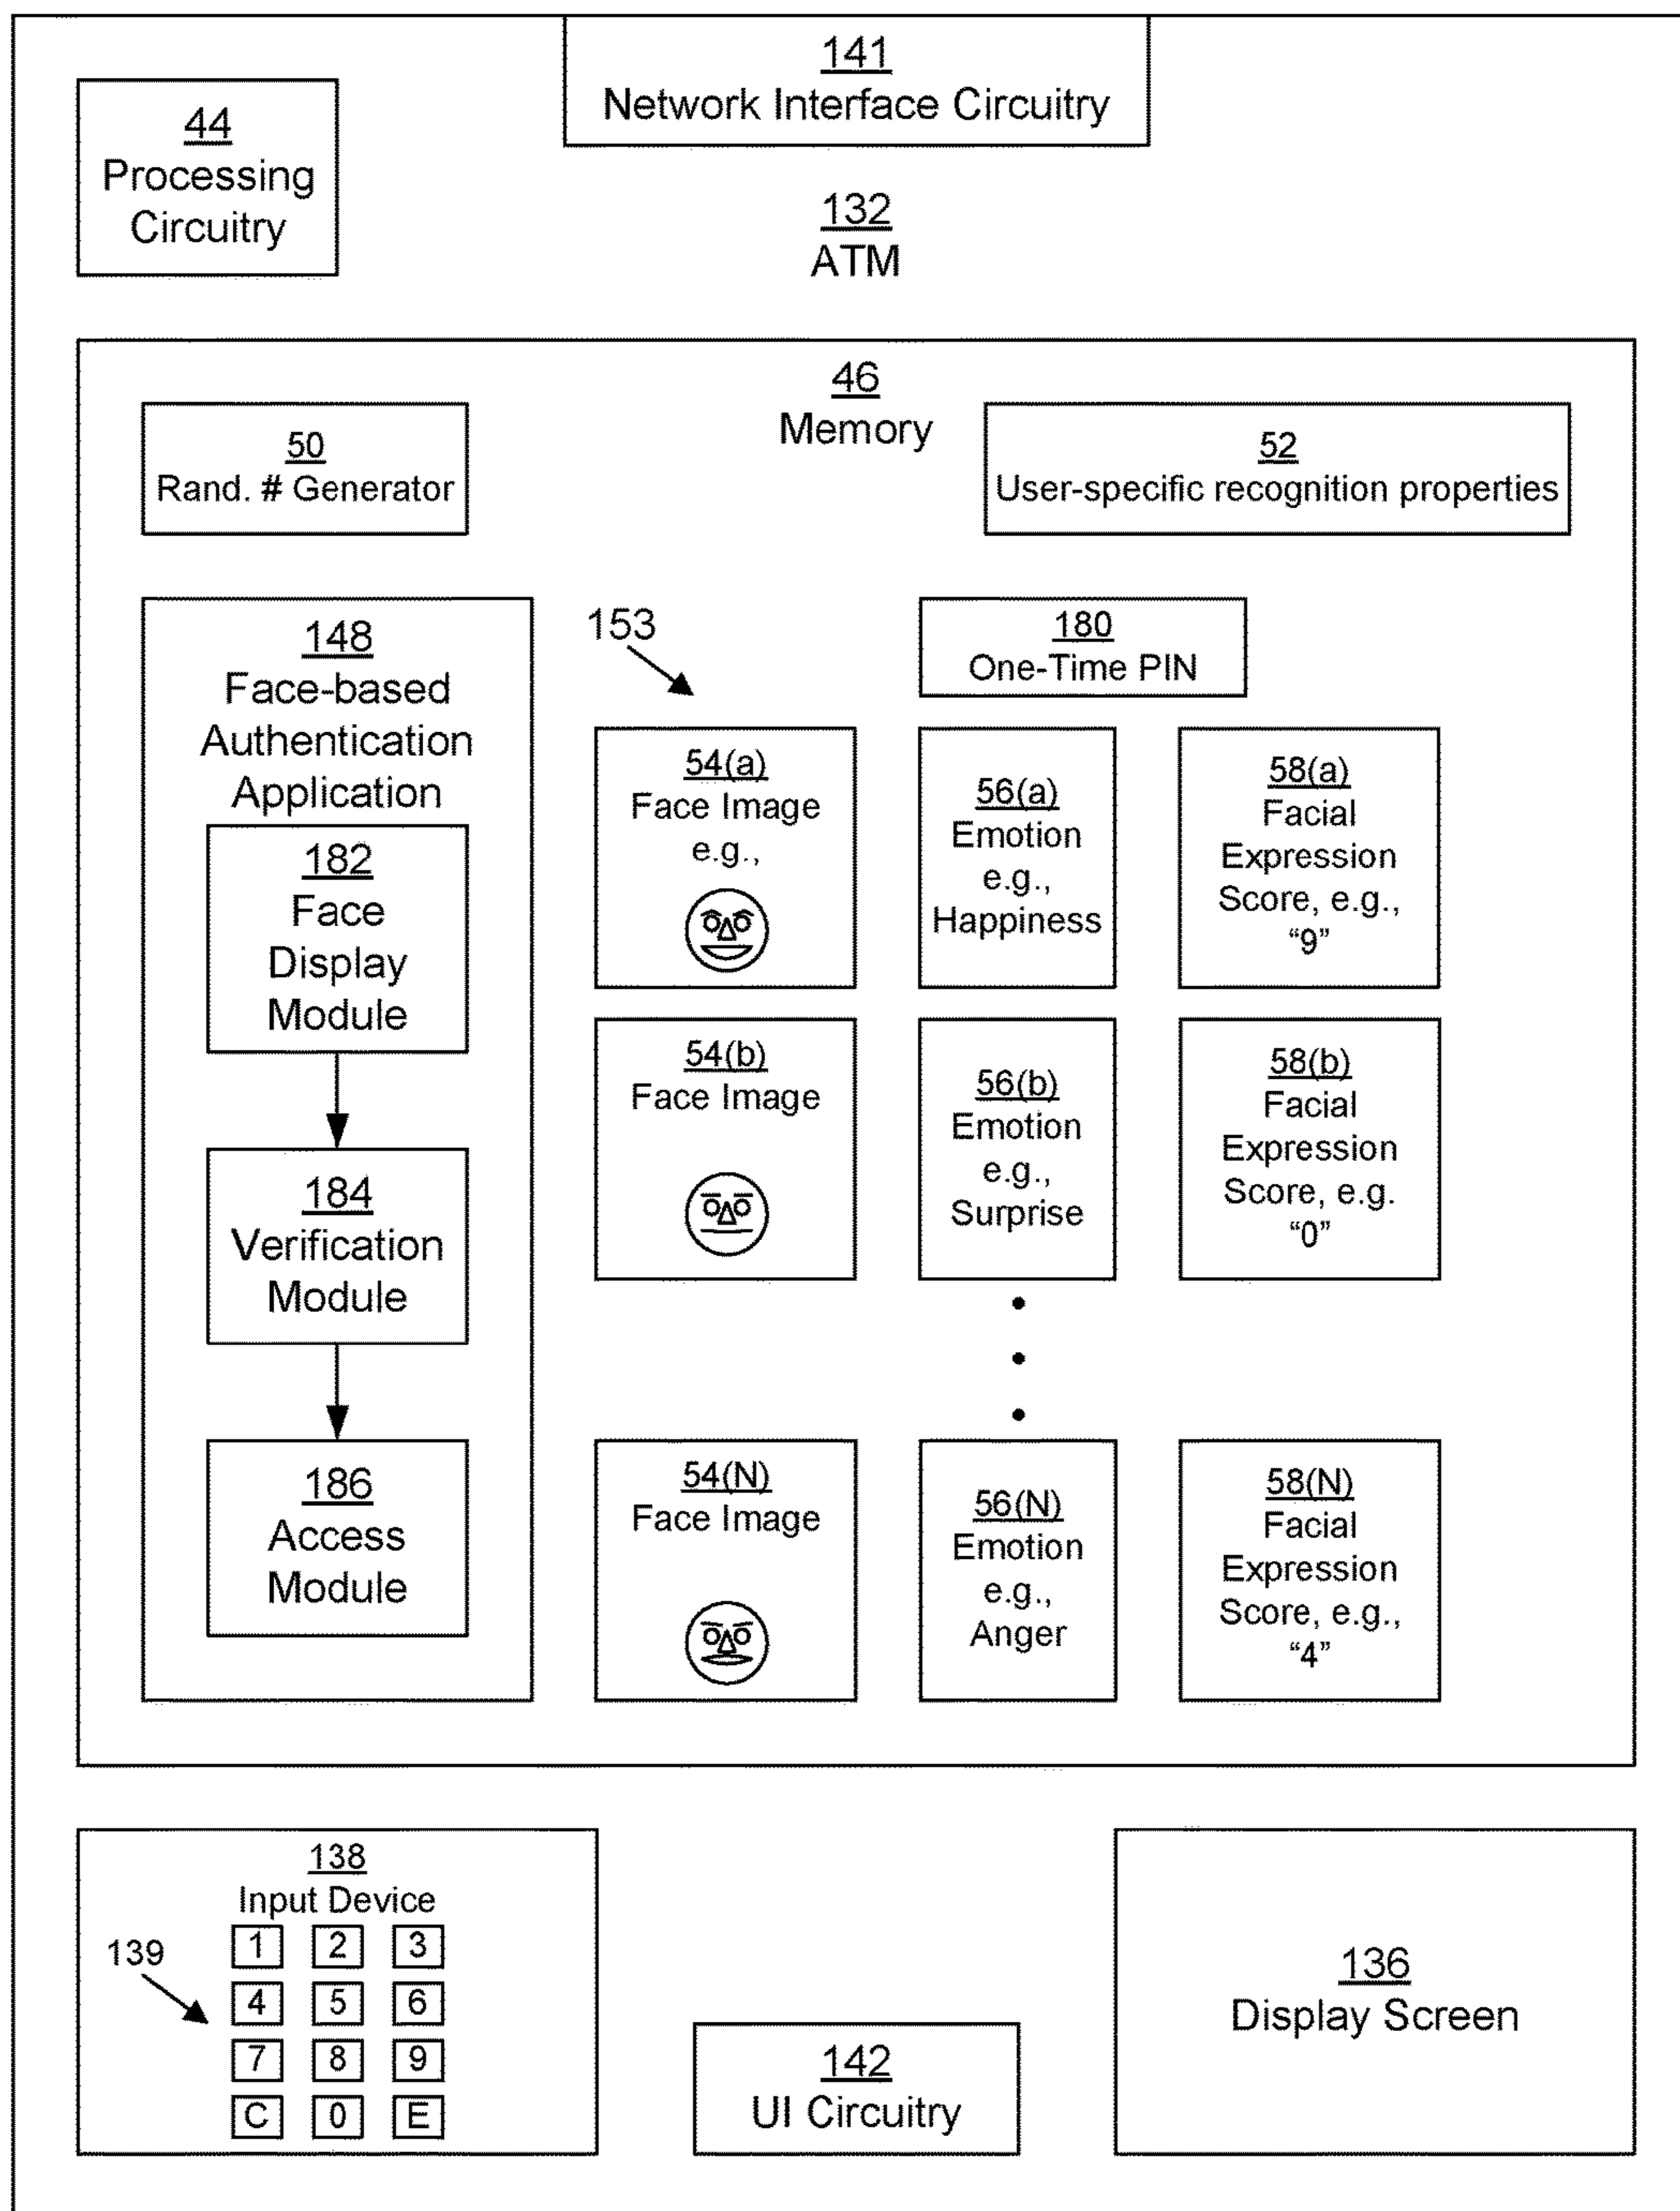 141
Network Interface Circuitry
44
Processing
Circuitry
132
ATM
46
Memory
50
Rand. # Generator
52
User-specific recognition properties
148
Face-based
Authentication
Application
182
Face
Display
Module
184
Verification
Module
186
Access
Module
153
180
One-Time PIN
54(a)
Face Image
e.g.,
56(a)
Emotion
e.g.,
Happiness
58(a)
Facial
Expression
Score, e.g.,
“9”
54(b)
Face Image
56(b)
Emotion
e.g.,
Surprise
58(b)
Facial
Expression
Score, e.g.
“0”
54(N)
Face Image
56(N)
Emotion
e.g.,
Anger
58(N)
Facial
Expression
Score, e.g.,
“4”
138
Input Device
139
1 2 3
4 5 6
7 8 9
C 0 E
142
UI Circuitry
136
Display Screen